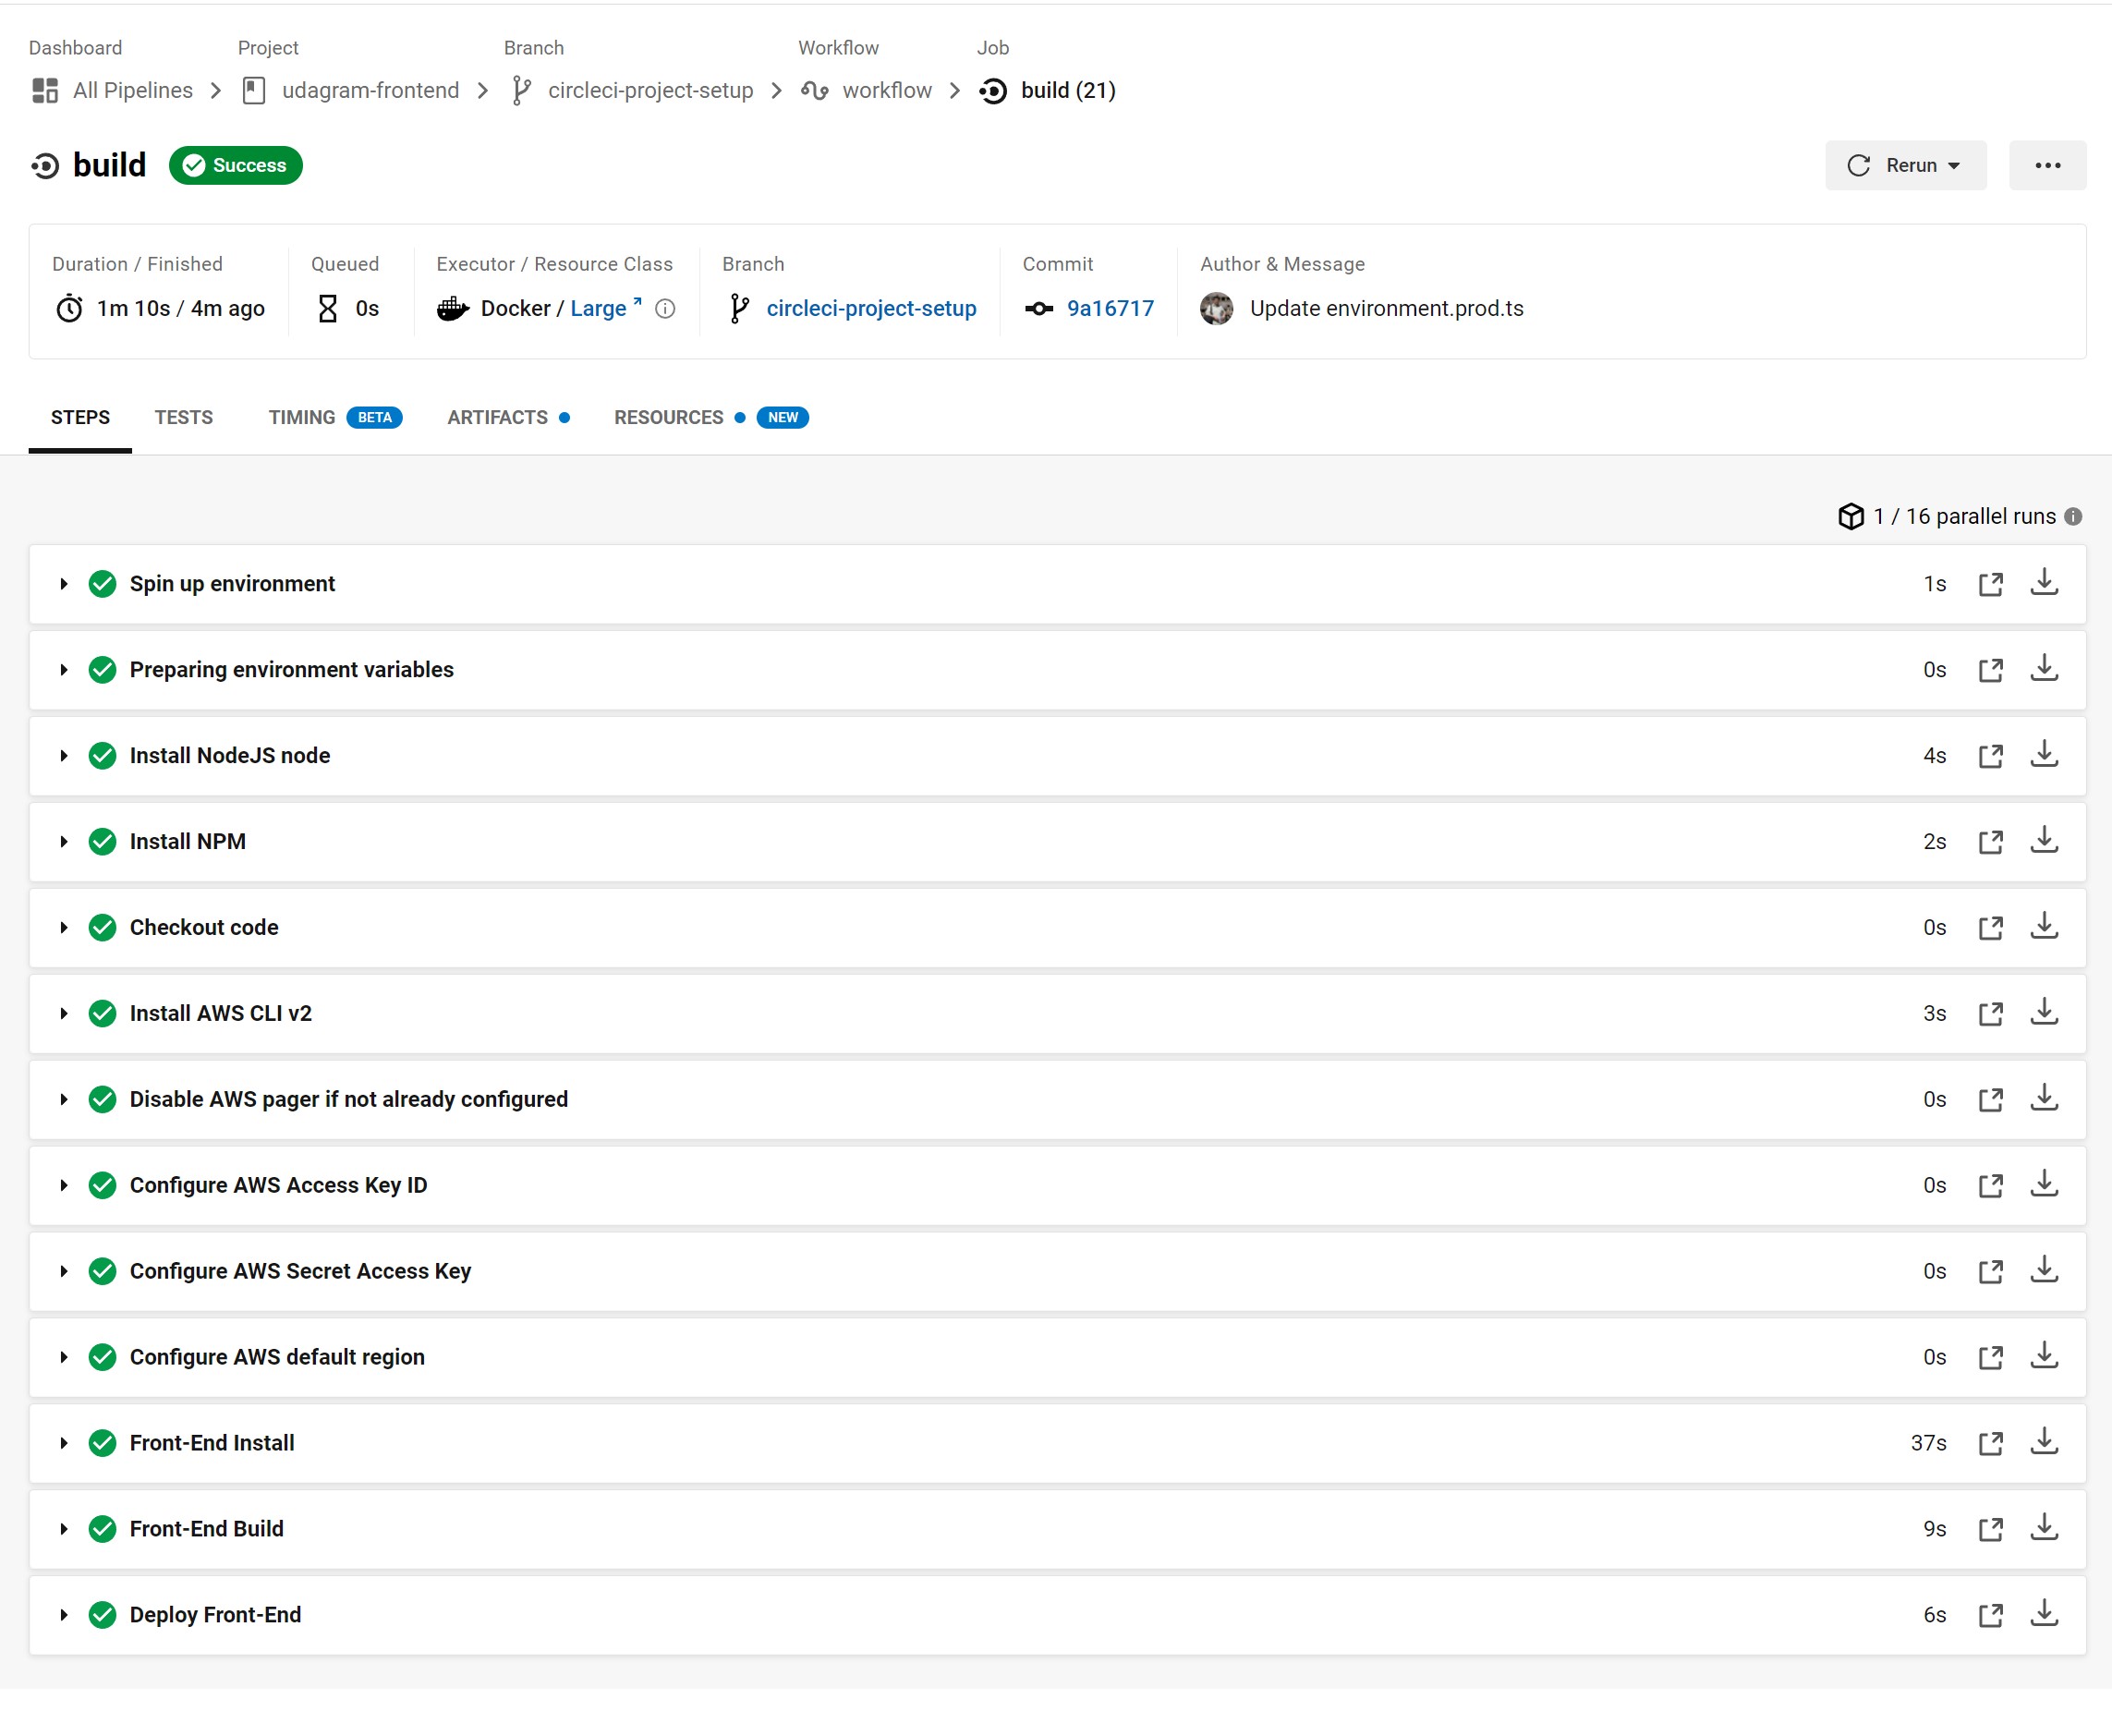 Dashboard Project Branch Workflow Job
All Pipelines udagram-frontend circleci-project-setup workflow build (21)
build Success Rerun
Duration / Finished Queued Executor / Resource Class Branch Commit Author & Message
1m 10s / 4m ago 0s Docker / Large circleci-project-setup 9a16717 Update environment.prod.ts
STEPS TESTS TIMING BETA ARTIFACTS RESOURCES NEW
1 / 16 parallel runs
Spin up environment 1s
Preparing environment variables 0s
Install NodeJS node 4s
Install NPM 2s
Checkout code 0s
Install AWS CLI v2 3s
Disable AWS pager if not already configured 0s
Configure AWS Access Key ID 0s
Configure AWS Secret Access Key 0s
Configure AWS default region 0s
Front-End Install 37s
Front-End Build 9s
Deploy Front-End 6s